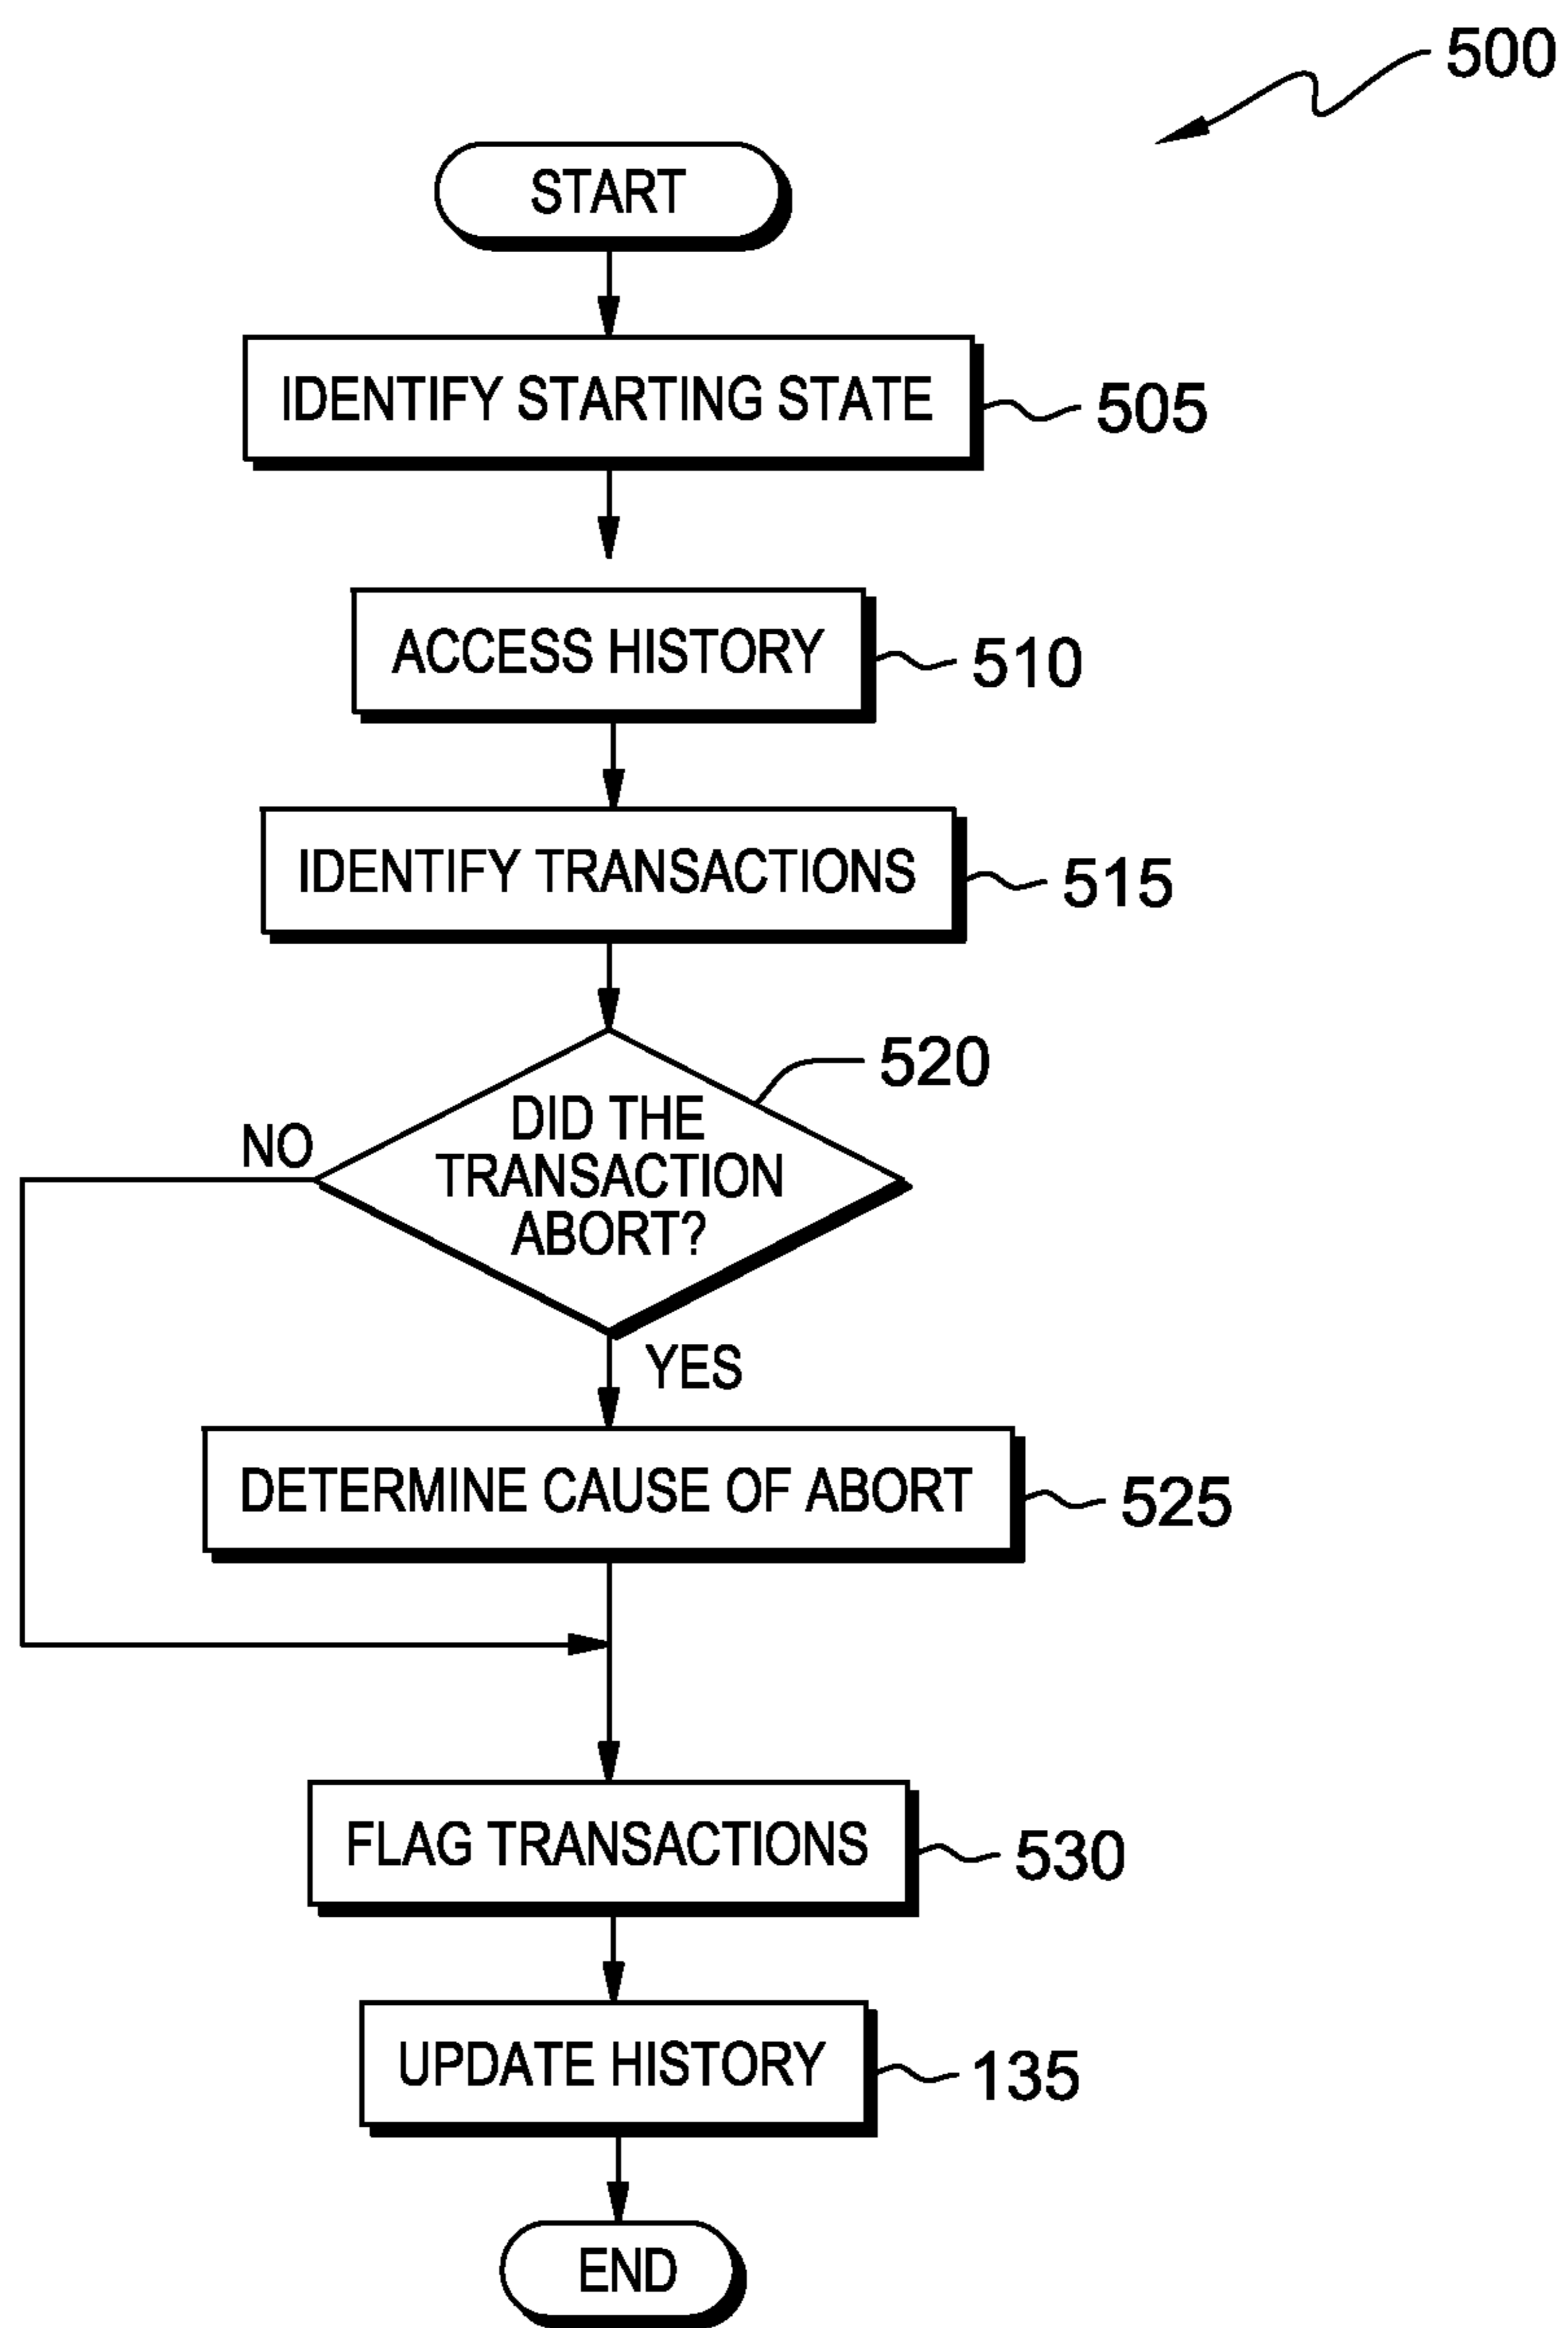 500
START
IDENTIFY STARTING STATE
505
ACCESS HISTORY
510
IDENTIFY TRANSACTIONS
515
520
DID THE
TRANSACTION
ABORT?
NO
YES
DETERMINE CAUSE OF ABORT
525
FLAG TRANSACTIONS
530
UPDATE HISTORY
135
END